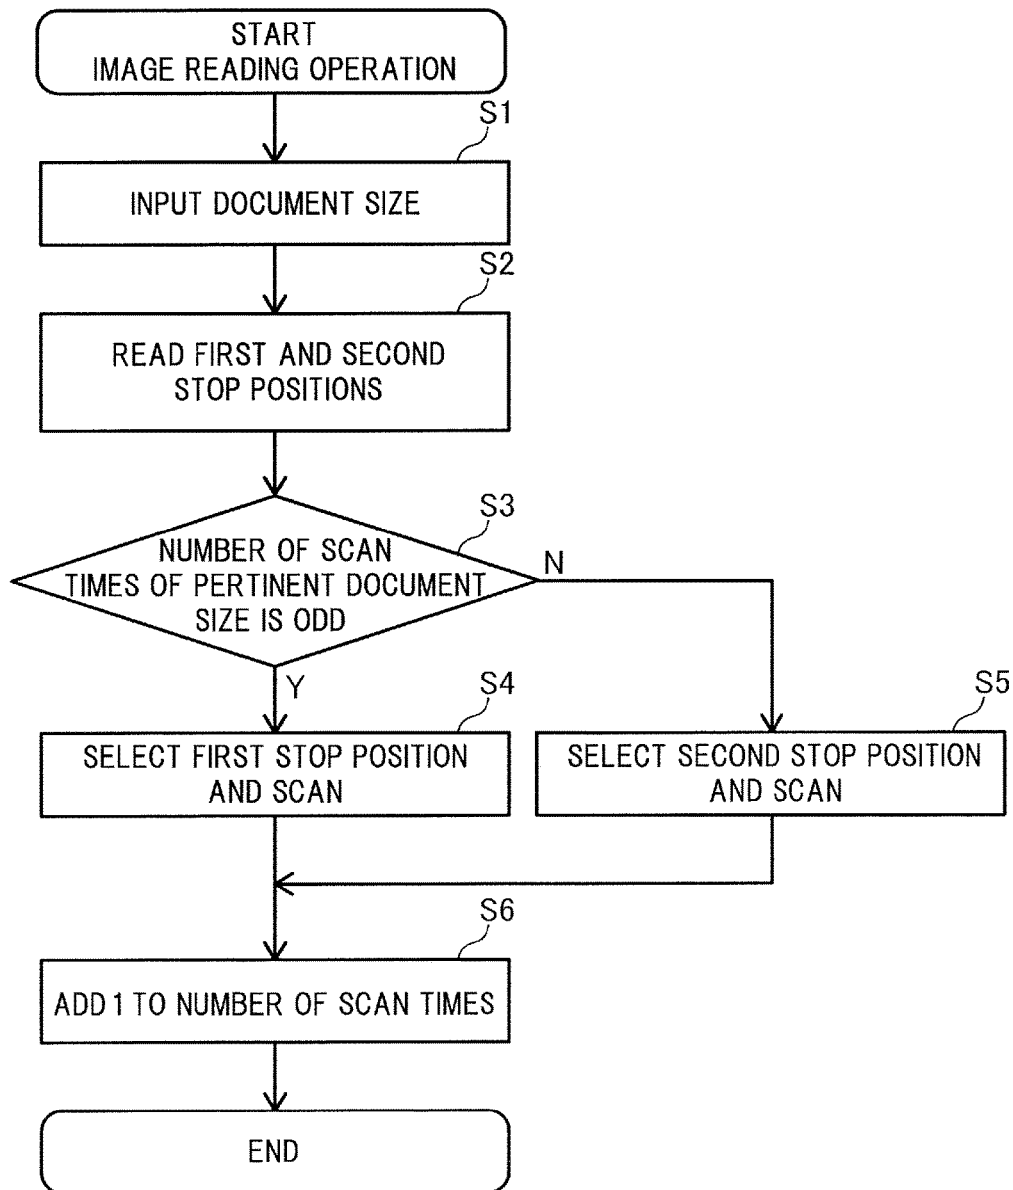 START
IMAGE READING OPERATION
S1
INPUT DOCUMENT SIZE
S2
READ FIRST AND SECOND
STOP POSITIONS
S3
NUMBER OF SCAN
TIMES OF PERTINENT DOCUMENT
SIZE IS ODD
N
Y
S4
SELECT FIRST STOP POSITION
AND SCAN
S5
SELECT SECOND STOP POSITION
AND SCAN
S6
ADD 1 TO NUMBER OF SCAN TIMES
END